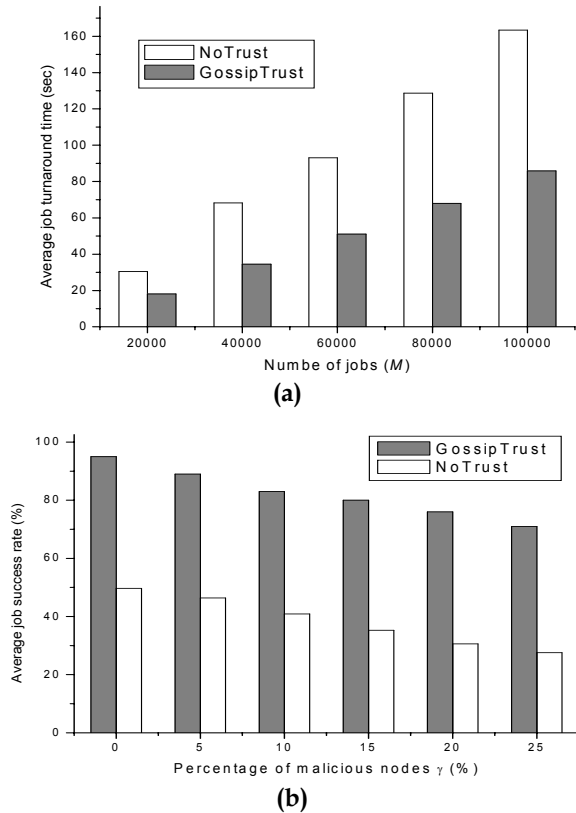 Average job turnaround time (sec)
160
140
120
100
80
60
40
20
0
NoTrust
GossipTrust
20000 40000 60000 80000 100000
Numbe of jobs (M)
(a)
Average job success rate (%)
100
80
60
40
20
0
GossipTrust
NoTrust
0 5 10 15 20 25
Percentage of malicious nodes γ (%)
(b)